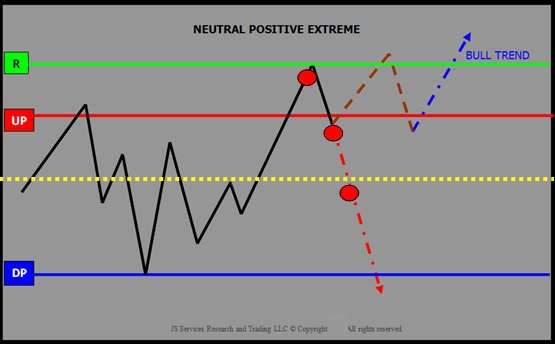 NEUTRAL POSITIVE EXTREME
R
BULL TREND
UP
DP
JS Services Research and Trading LLC © Copyright All rights reserved.